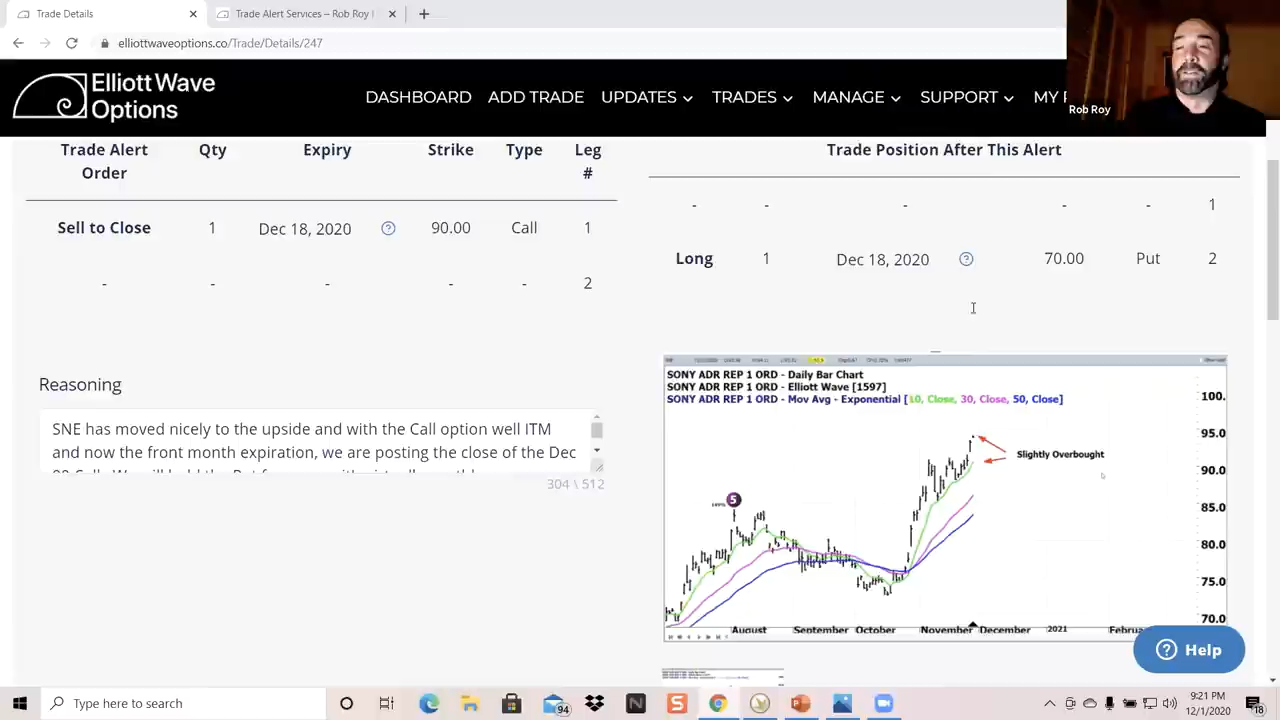 Trade Details
Trade Alert Services – Rob Roy |
elliottwaveoptions.co/Trade/Details/247
Elliott Wave
Options
DASHBOARD
ADD TRADE
UPDATES
TRADES
MANAGE
SUPPORT
MY
Rob Roy
Trade Alert
Order
Qty
Expiry
Strike
Type
Leg
#
Sell to Close 1 Dec 18, 2020 90.00 Call 1
- - - - - 2
Trade Position After This Alert
- - - - - 1
Long 1 Dec 18, 2020 70.00 Put 2
Reasoning
SNE has moved nicely to the upside and with the Call option well ITM
and now the front month expiration, we are posting the close of the Dec
304 \ 512
SONY ADR REP 1 ORD - Daily Bar Chart
SONY ADR REP 1 ORD - Elliott Wave [1597]
SONY ADR REP 1 ORD - Mov Avg - Exponential [10, Close, 30, Close, 50, Close]
100.
95.0
Slightly Overbought
90.0
5
85.0
80.0
75.0
70.0
August
September
October
November
December
2021
Help
Type here to search
94
9:21 PM
12/1/2020
18